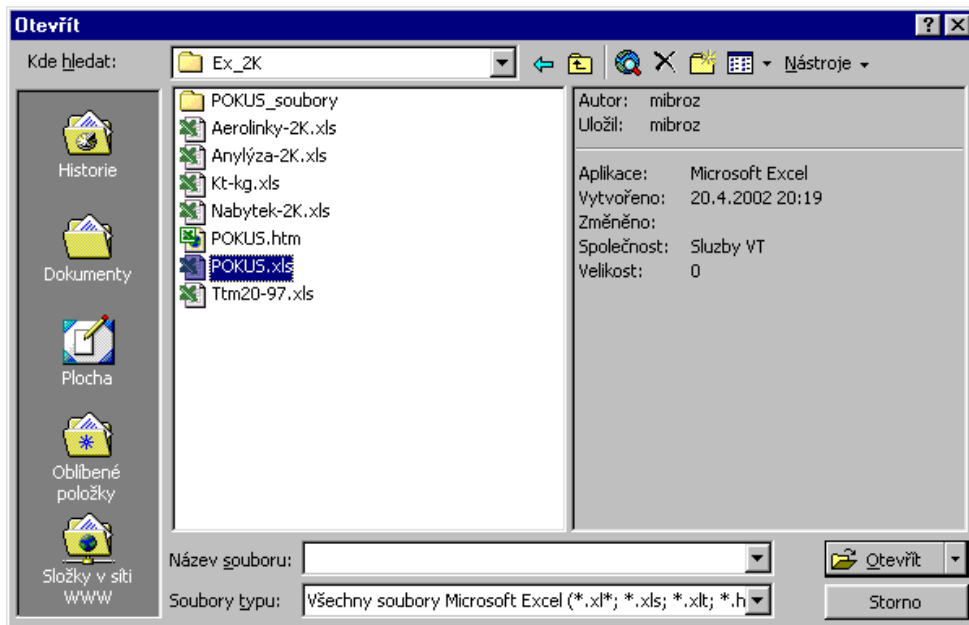 Otevřít
Kde hledat:
Ex_2K
Nástroje
Historie
Dokumenty
Plocha
Oblíbené
položky
Složky v síti
WWW
POKUS_soubory
Aerolinky-2K.xls
Anylýza-2K.xls
Kt-kg.xls
Nabytek-2K.xls
POKUS.htm
POKUS.xls
Ttm20-97.xls
Autor: mibroz
Uložil: mibroz
Aplikace: Microsoft Excel
Vytvořeno: 20.4.2002 20:19
Změněno:
Společnost: Sluzby VT
Velikost: 0
Název souboru:
Otevřít
Soubory typu: Všechny soubory Microsoft Excel (*.xl*; *.xls; *.xlt; *.h
Storno